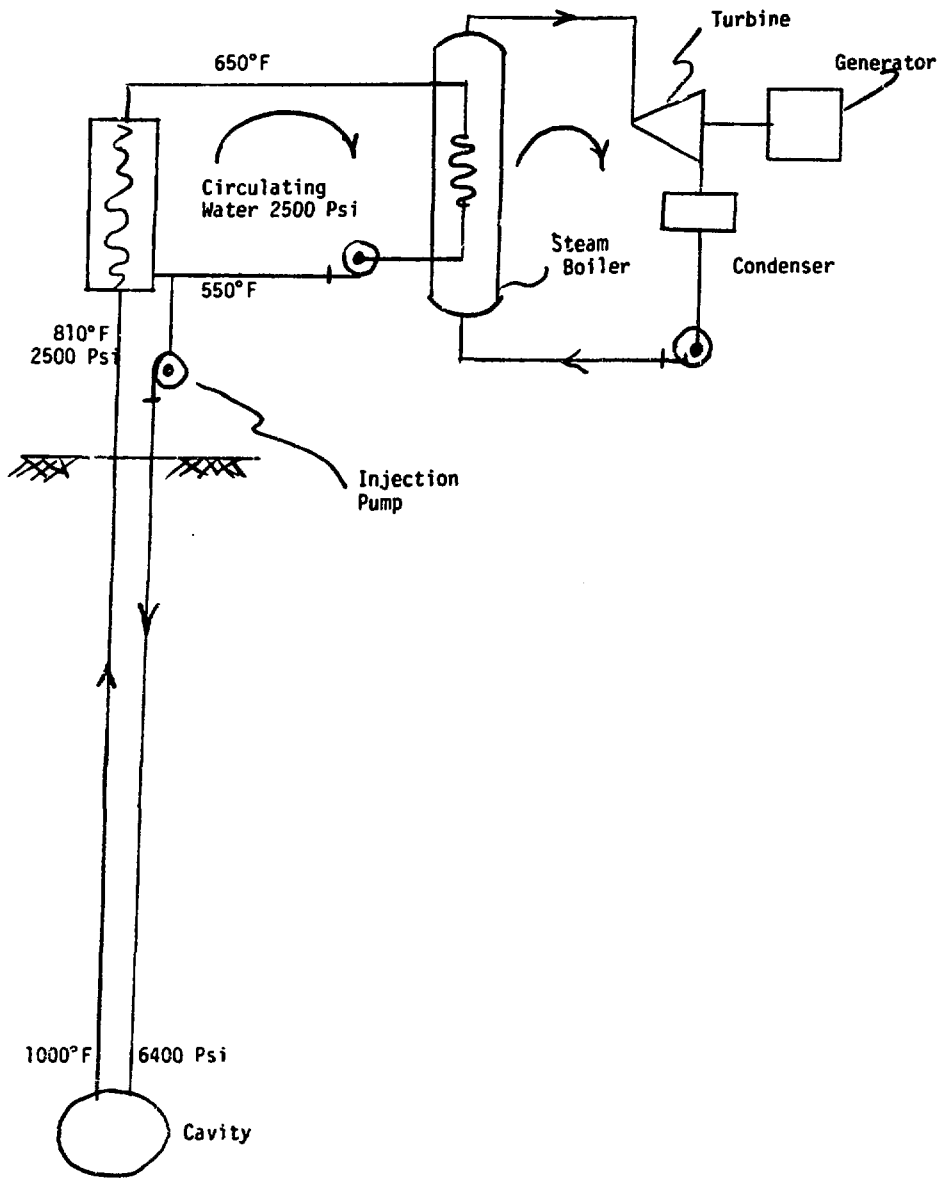 Turbine
Generator
650°F
Circulating
Water 2500 Psi
Steam
Boiler
Condenser
550°F
810°F
2500 Psi
Injection
Pump
1000°F
6400 Psi
Cavity